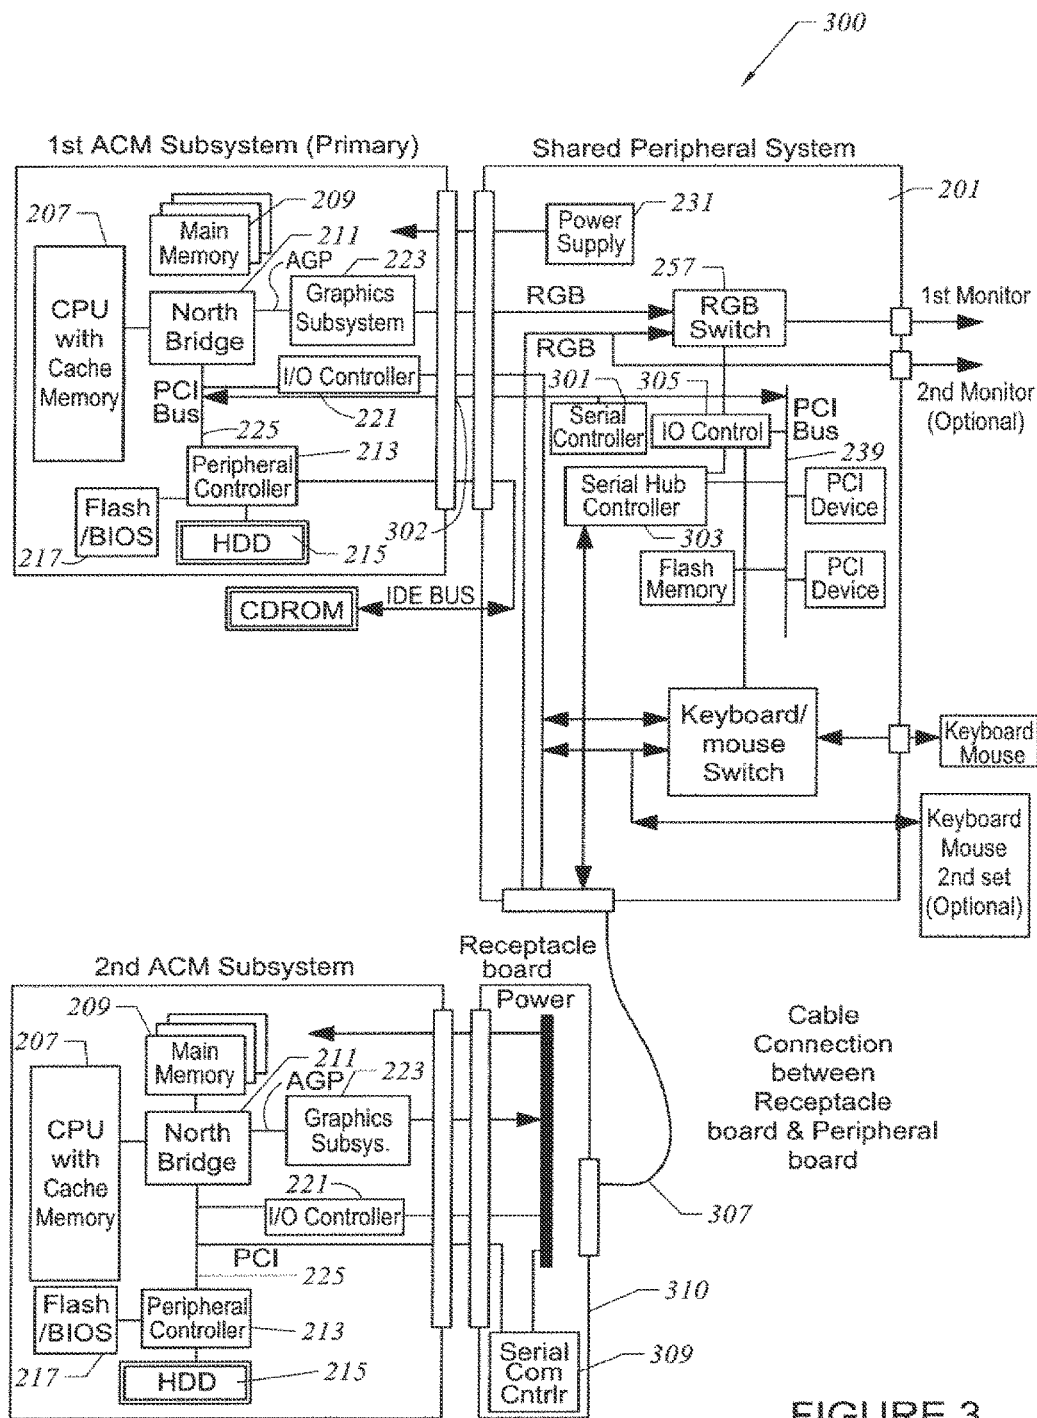 300
1st ACM Subsystem (Primary)
Shared Peripheral System
201
207
209
Main
Memory
211
AGP
223
Graphics
Subsystem
CPU
with
Cache
Memory
North
Bridge
231
Power
Supply
257
RGB
RGB
Switch
RGB
1st Monitor
2nd Monitor
(Optional)
I/O Controller
221
PCI
Bus
225
301
305
Serial
Controller
IO Control
PCI
Bus
239
213
Peripheral
Controller
Flash
/BIOS
217
HDD
215
302
Serial Hub
Controller
303
PCI
Device
Flash
Memory
PCI
Device
CDROM
IDE BUS
Keyboard/
mouse
Switch
Keyboard
Mouse
Keyboard
Mouse
2nd set
(Optional)
2nd ACM Subsystem
Receptacle
board
Power
207
209
Main
Memory
211
AGP
223
Graphics
Subsys.
CPU
with
Cache
Memory
North
Bridge
221
I/O Controller
PCI
225
Cable
Connection
between
Receptacle
board & Peripheral
board
307
310
Flash
/BIOS
217
Peripheral
Controller
213
HDD
215
Serial
Com
Cntrlr
309
FIGURE 3